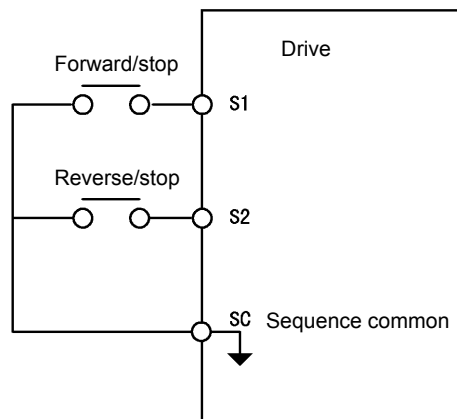 Drive
Forward/stop
S1
Reverse/stop
S2
SC Sequence common